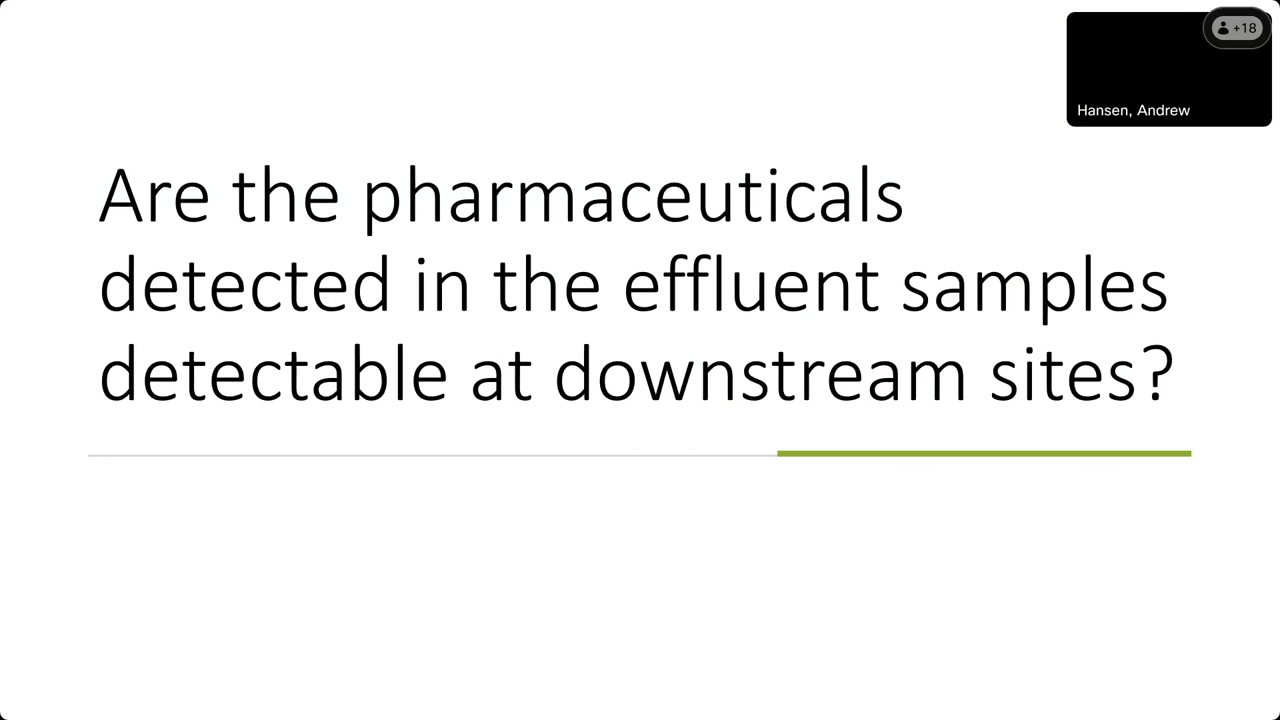 +18
Hansen, Andrew
Are the pharmaceuticals
detected in the effluent samples
detectable at downstream sites?